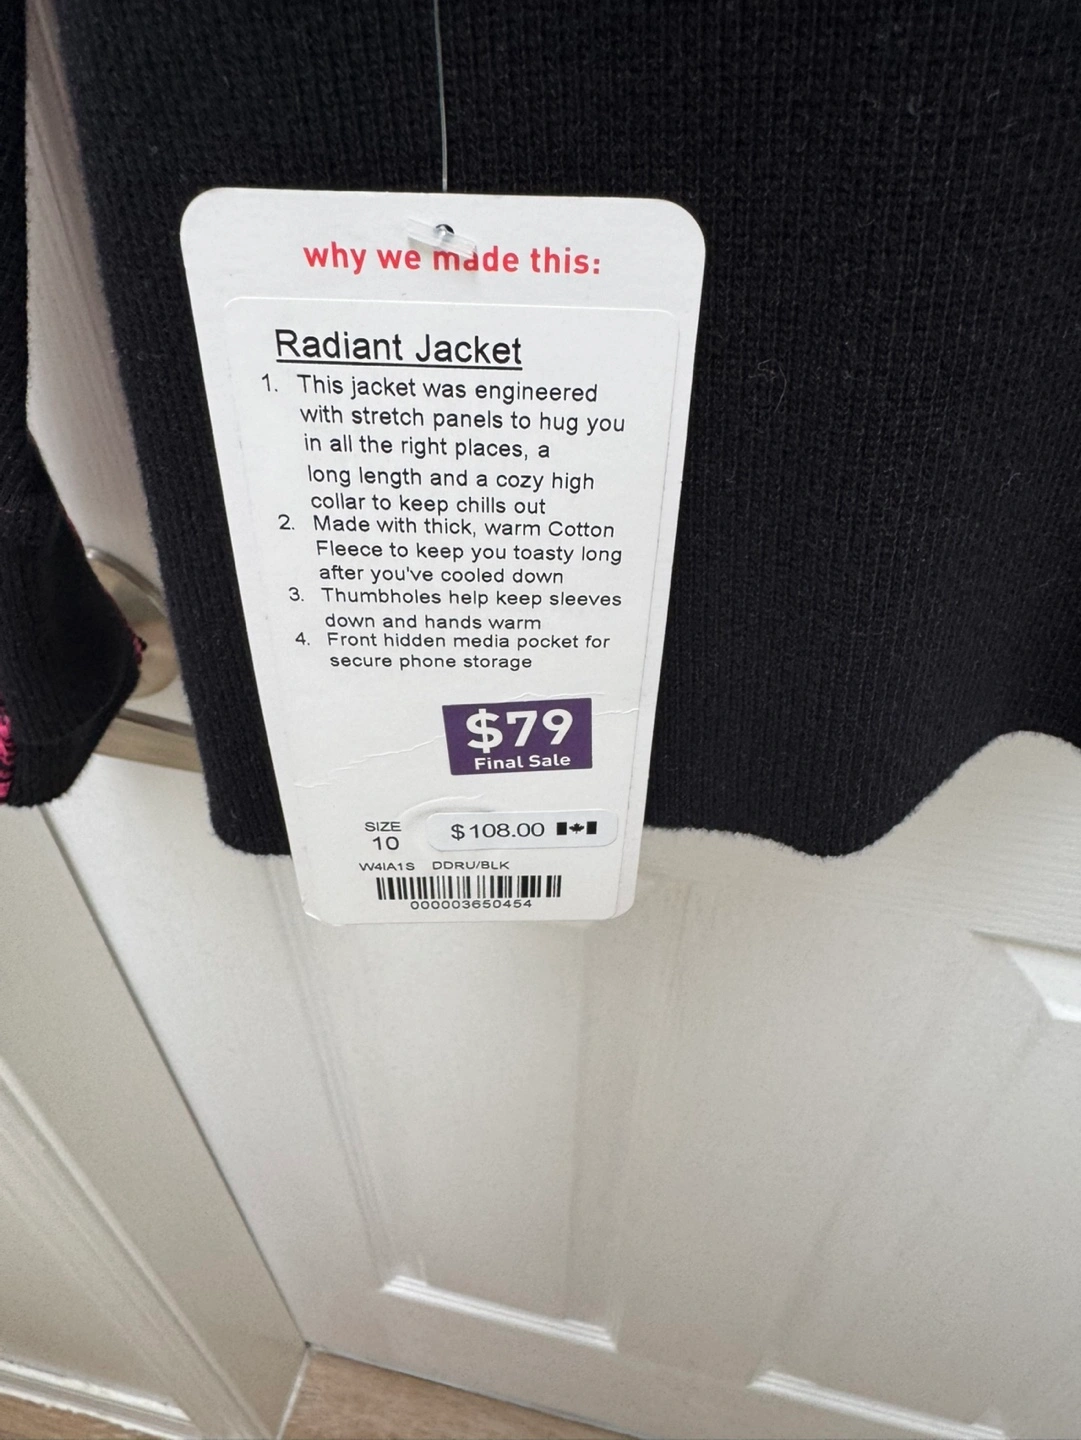 why we made this:
Radiant Jacket
1. This jacket was engineered
with stretch panels to hug you
in all the right places, a
long length and a cozy high
collar to keep chills out
2. Made with thick, warm Cotton
Fleece to keep you toasty long
after you've cooled down
3. Thumbholes help keep sleeves
down and hands warm
4. Front hidden media pocket for
secure phone storage
$79
Final Sale
SIZE
10
$108.00
W4IA1S DDRU/BLK
000003650454